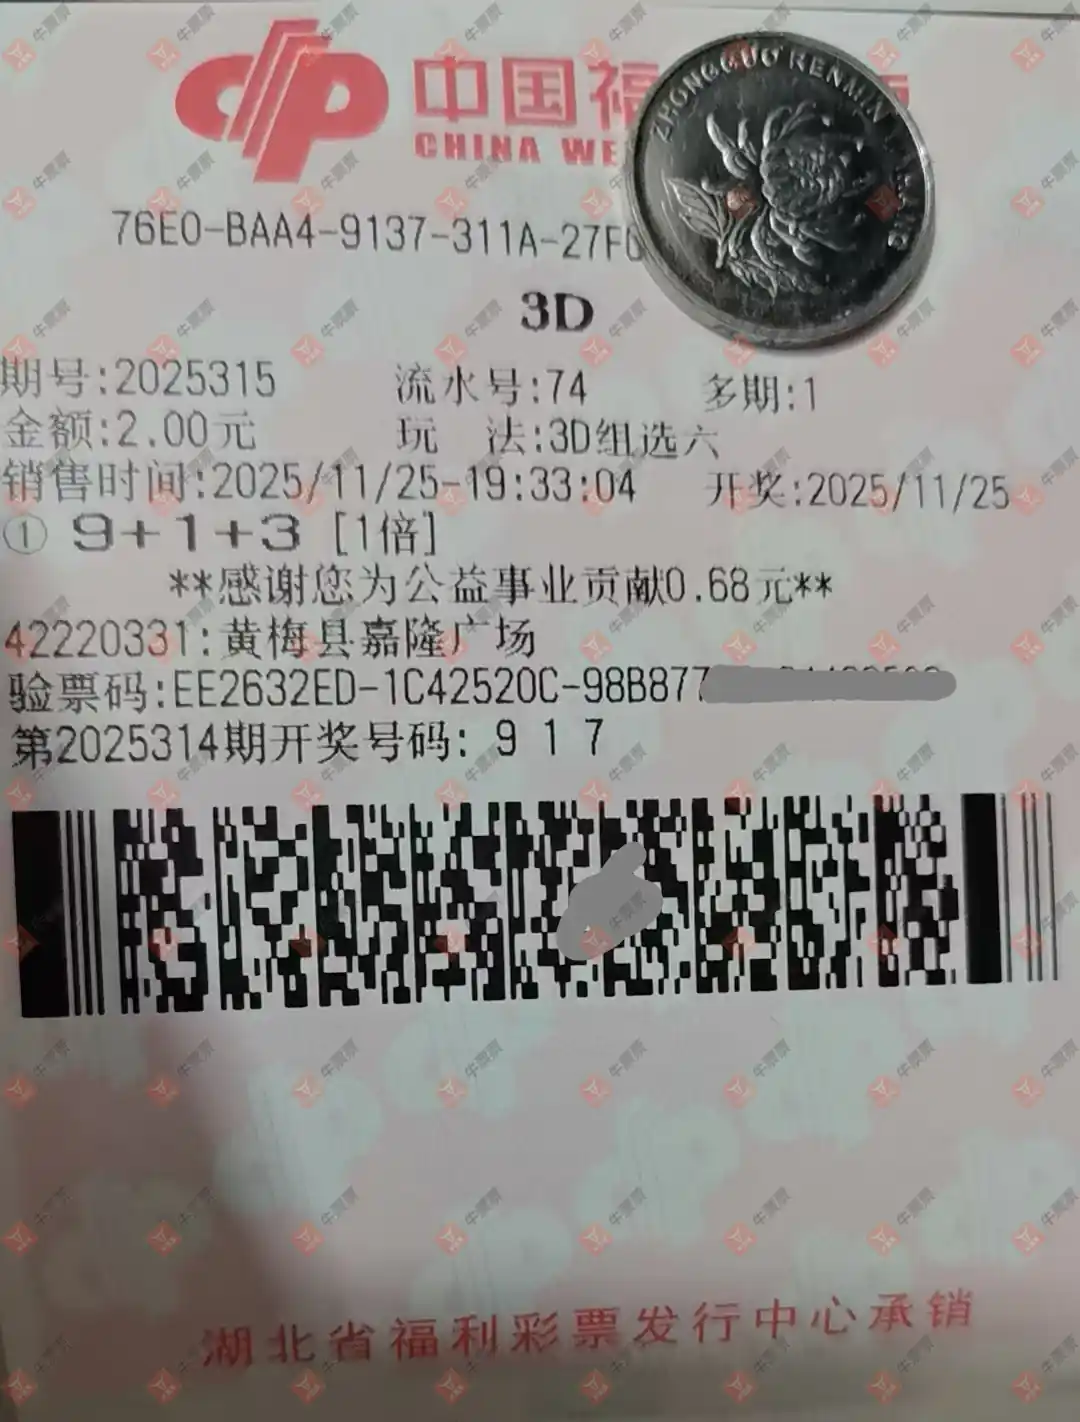 中国福
CHINA WE
ZHONGGUO RENMIN
76E0-BAA4-9137-311A-27F
3D
期号:2025315 流水号:74 多期:1
金额:2.00元 玩 法:3D组选六
销售时间:2025/11/25-19:33:04 开奖:2025/11/25
① 9+1+3 [1倍]
**感谢您为公益事业贡献0.68元**
42220331:黄梅县嘉隆广场
验票码:EE2632ED-1C42520C-98B877
第2025314期开奖号码: 9 1 7
湖北省福利彩票发行中心承销
牛票票